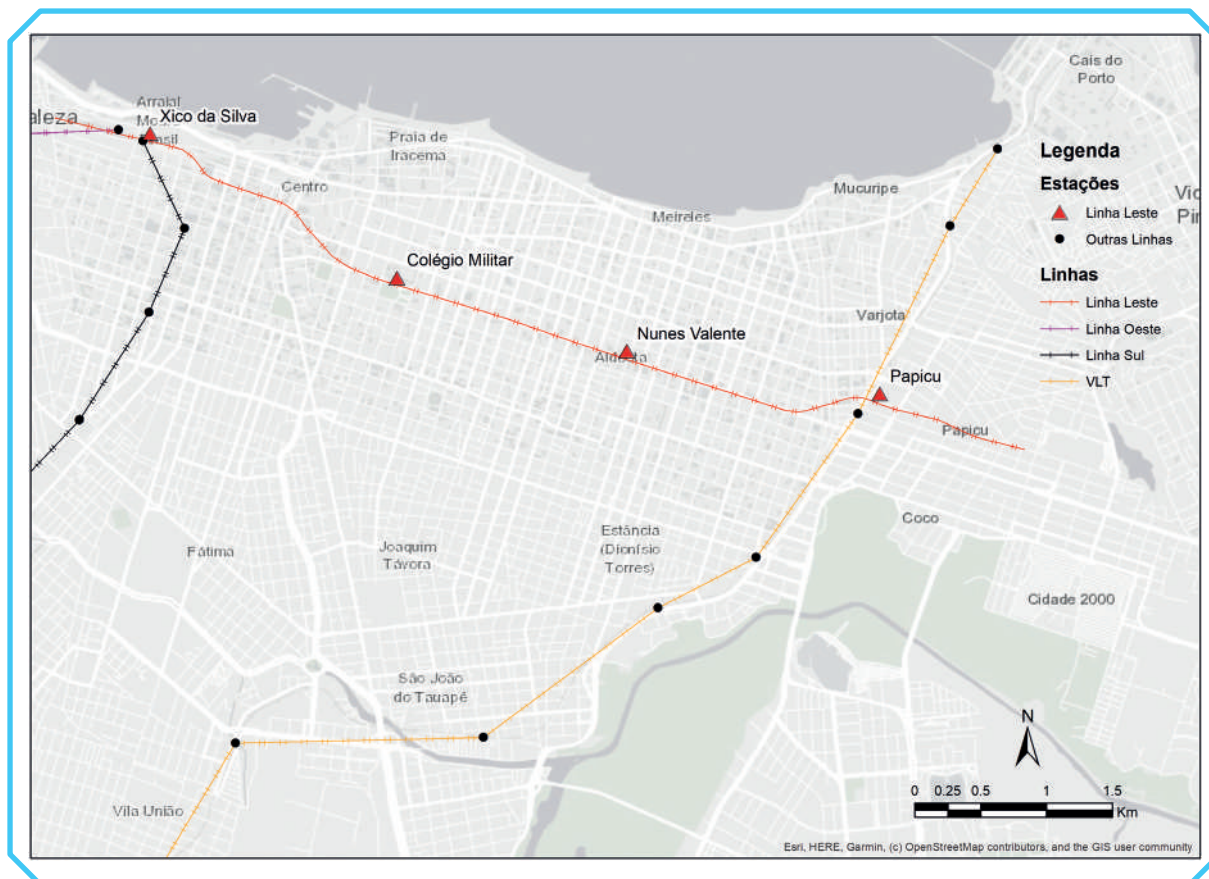 Cais do
Porto
Arraial
Xico da Silva
aleza
Praia de
Iracema
Centro
Mucuripe
Meireles
Colégio Militar
Varjota
Nunes Valente
Papicu
Papicu
Coco
Estância
(Dionísio
Torres)
Fátima
Joaquim
Távora
Cidade 2000
São João
do Tauapé
Vila União
Legenda
Estações
Linha Leste
Outras Linhas
Linhas
Linha Leste
Linha Oeste
Linha Sul
VLT
N
0 0.25 0.5 1 1.5
Km
Esri, HERE, Garmin, (c) OpenStreetMap contributors, and the GIS user community